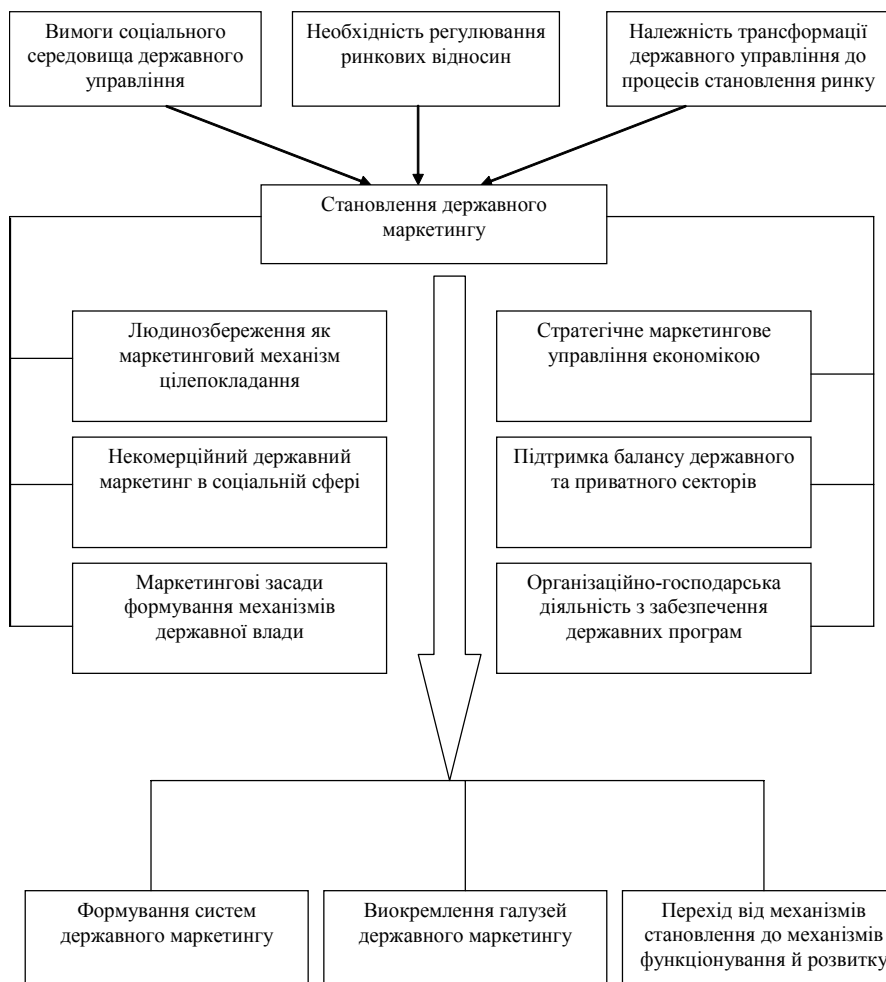 Вимоги соціального
середовища державного
управління
Необхідність регулювання
ринкових відносин
Належність трансформації
державного управління до
процесів становлення ринку
Становлення державного
маркетингу
Людинозбереження як
маркетинговий механізм
цілепокладання
Стратегічне маркетингове
управління економікою
Некомерційний державний
маркетинг в соціальній сфері
Підтримка балансу державного
та приватного секторів
Маркетингові засади
формування механізмів
державної влади
Організаційно-господарська
діяльність з забезпечення
державних програм
Формування систем
державного маркетингу
Виокремлення галузей
державного маркетингу
Перехід від механізмів
становлення до механізмів
функціонування й розвитку